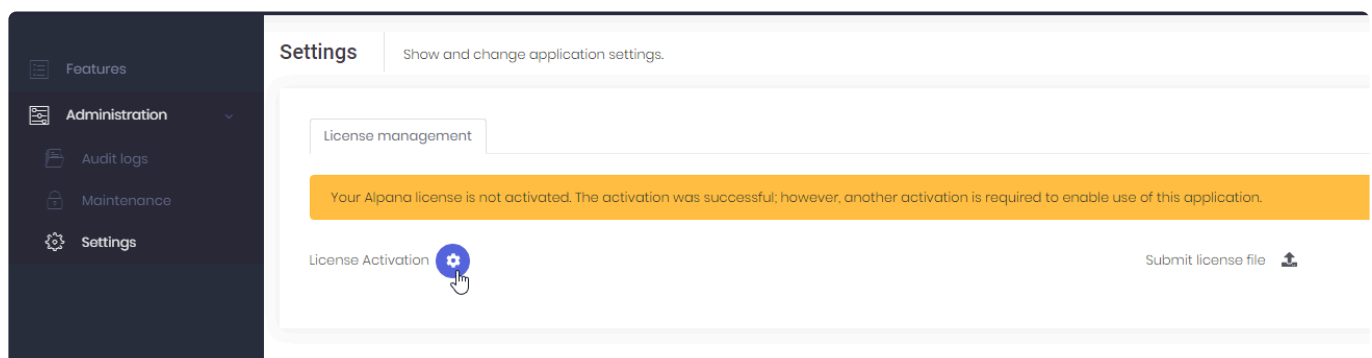 Features
Administration
Audit logs
Maintenance
Settings
Settings
Show and change application settings.
License management
Your Alpana license is not activated. The activation was successful; however, another activation is required to enable use of this application.
License Activation
Submit license file